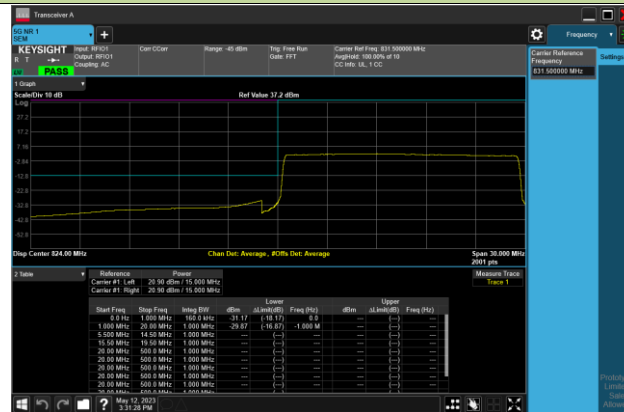 Transceiver A
5G NR 1
SEM
Frequency
KEYSIGHT
R T
PASS
Input: RFIO1
Output: RFIO1
Coupling: AC
Corr CCorr
Range: -45 dBm
Trig: Free Run
Gate: FFT
Carrier Ref Freq: 831.500000 MHz
Avg|Hold: 100.00% of 10
CC Info: UL, 1 CC
Carrier Reference
Frequency
831.500000 MHz
Settings
1 Graph
Scale/Div 10 dB
Ref Value 37.2 dBm
Log
27.2
17.2
7.16
-2.84
-12.8
-22.8
-32.8
-42.8
-52.8
Disp Center 824.00 MHz
Chan Det: Average , #Offs Det: Average
Span 30.000 MHz
2001 pts
2 Table
Reference Power
Carrier #1: Left 20.90 dBm / 15.000 MHz
Carrier #1: Right 20.90 dBm / 15.000 MHz
Measure Trace
Trace 1
Lower Upper
Start Freq Stop Freq Integ BW dBm ΔLimit(dB) Freq (Hz) dBm ΔLimit(dB) Freq (Hz)
0.0 Hz 1.000 MHz 160.0 kHz -31.17 (-18.17) 0.0 --- (---) ---
1.000 MHz 20.00 MHz 1.000 MHz -29.87 (-16.87) -1.000 M --- (---) ---
5.500 MHz 14.50 MHz 1.000 MHz --- (---) --- --- (---) ---
15.50 MHz 19.50 MHz 1.000 MHz --- (---) --- --- (---) ---
20.00 MHz 500.0 MHz 1.000 MHz --- (---) --- --- (---) ---
20.00 MHz 500.0 MHz 1.000 MHz --- (---) --- --- (---) ---
20.00 MHz 500.0 MHz 1.000 MHz --- (---) --- --- (---) ---
20.00 MHz 500.0 MHz 1.000 MHz --- (---) --- --- (---) ---
May 12, 2023
3:31:28 PM